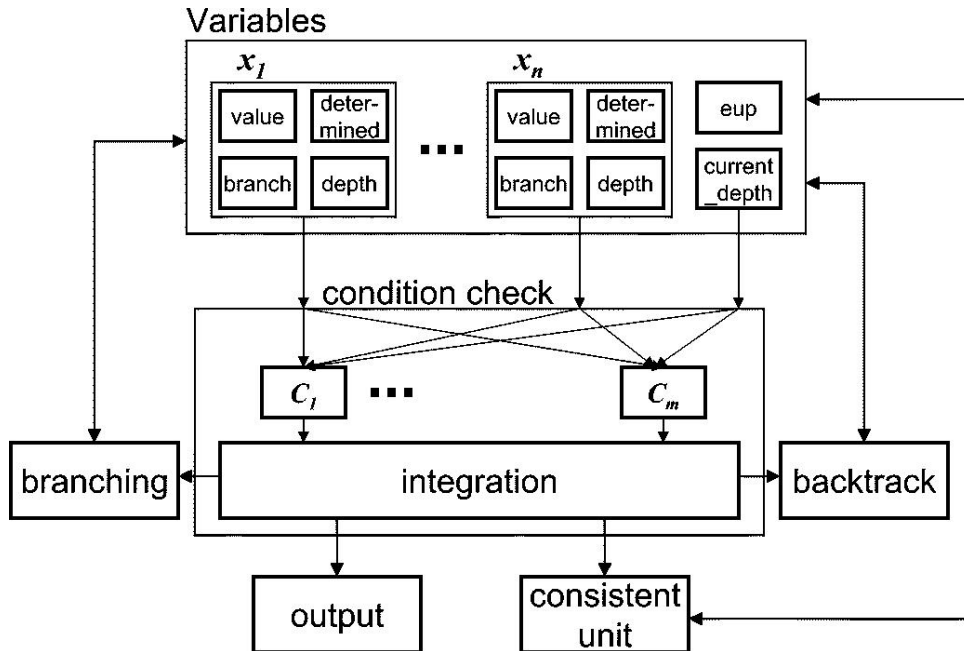 Variables
x1
xn
value
deter-
mined
value
deter-
mined
eup
branch
depth
...
branch
depth
current
_depth
condition check
C1
...
Cm
branching
integration
backtrack
output
consistent
unit